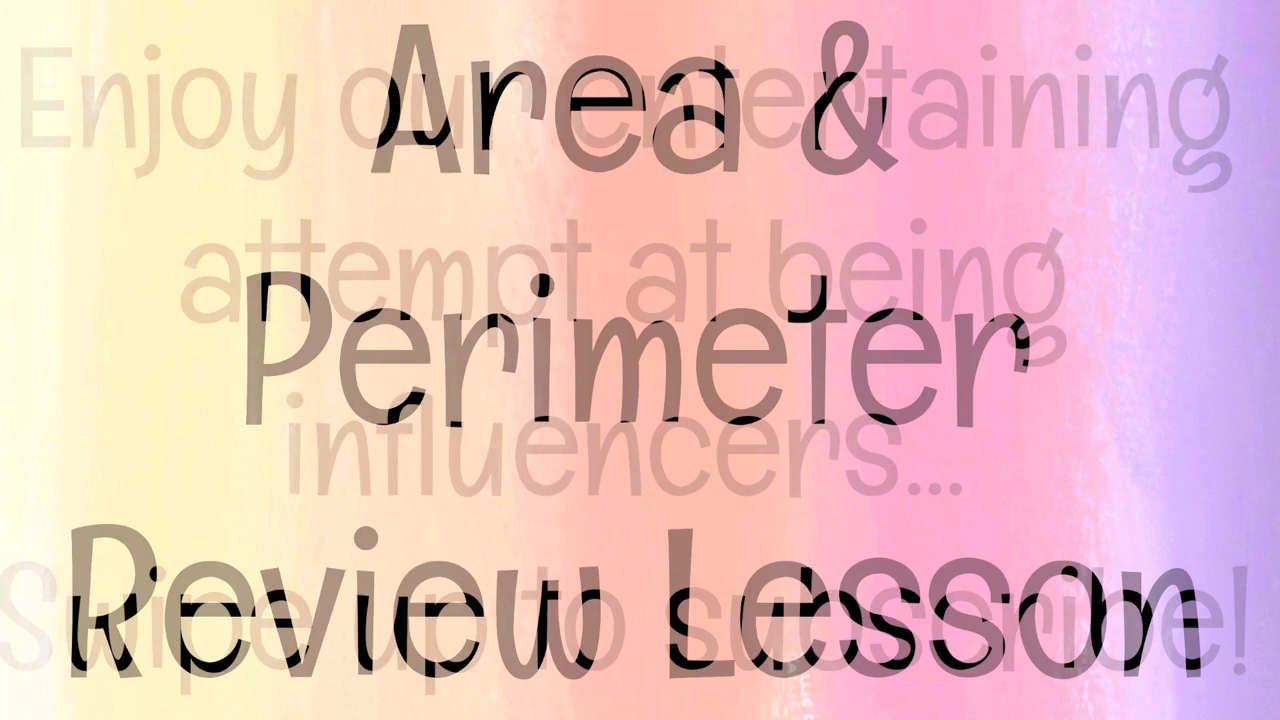 Enjoy our entertaining
Area &
attempt at being
Perimeter
influencers...
Review Lesson
Swipe up to subscribe!